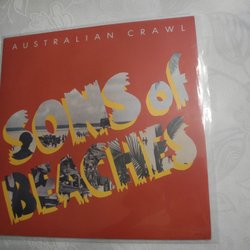 AUSTRALIAN CRAWL
SONS of
BEACHES